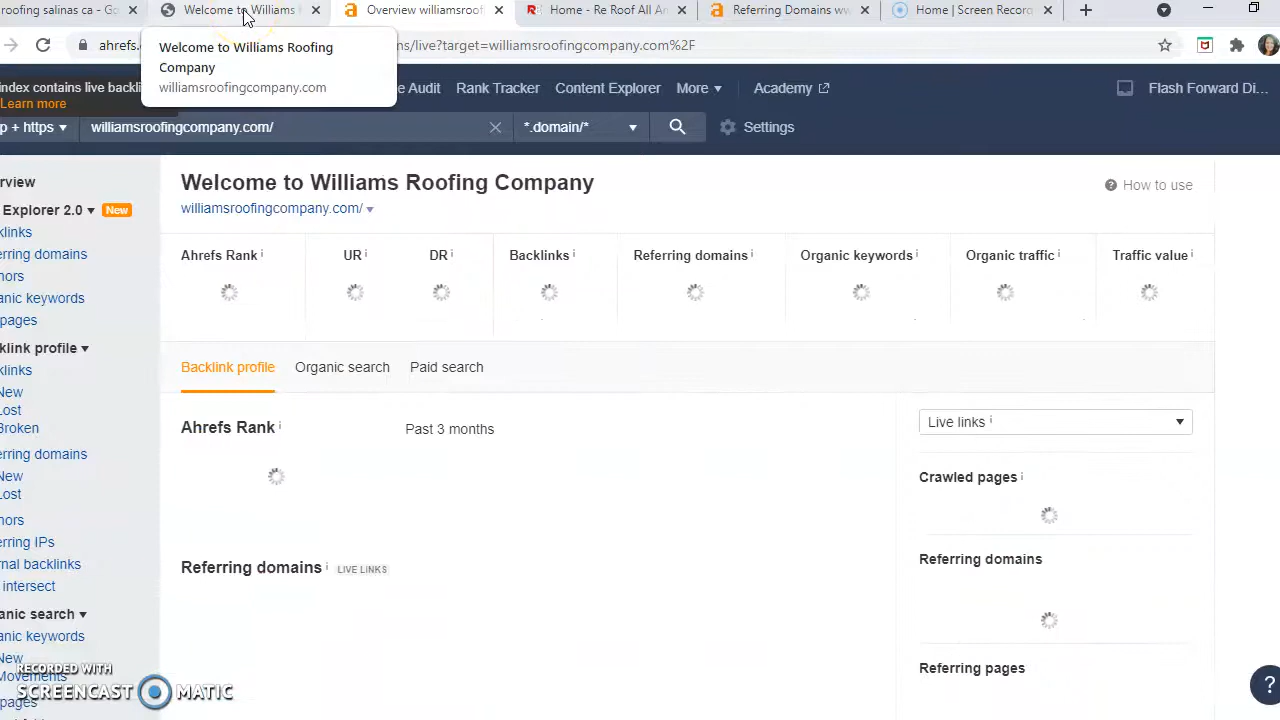 roofing salinas ca - Go
Welcome to Williams
Overview williamsroof
Home - Re Roof All An
Referring Domains ww
Home | Screen Record
ahrefs.
ns/live?target=williamsroofingcompany.com%2F
Welcome to Williams Roofing
Company
williamsroofingcompany.com
index contains live backli
Learn more
e Audit
Rank Tracker
Content Explorer
More
Academy
Flash Forward Di...
p + https
williamsroofingcompany.com/
*.domain/*
Settings
rview
Explorer 2.0
New
links
erring domains
hors
anic keywords
pages
klink profile
klinks
New
Lost
Broken
erring domains
New
Lost
hors
erring IPs
rnal backlinks
intersect
anic search
anic keywords
New
Movements
pages
Welcome to Williams Roofing Company
williamsroofingcompany.com/
How to use
Ahrefs Rank
UR
DR
Backlinks
Referring domains
Organic keywords
Organic traffic
Traffic value
Backlink profile
Organic search
Paid search
Ahrefs Rank
Past 3 months
Live links
Crawled pages
Referring domains
Referring domains
LIVE LINKS
Referring pages
?
RECORDED WITH
SCREENCAST MATIC